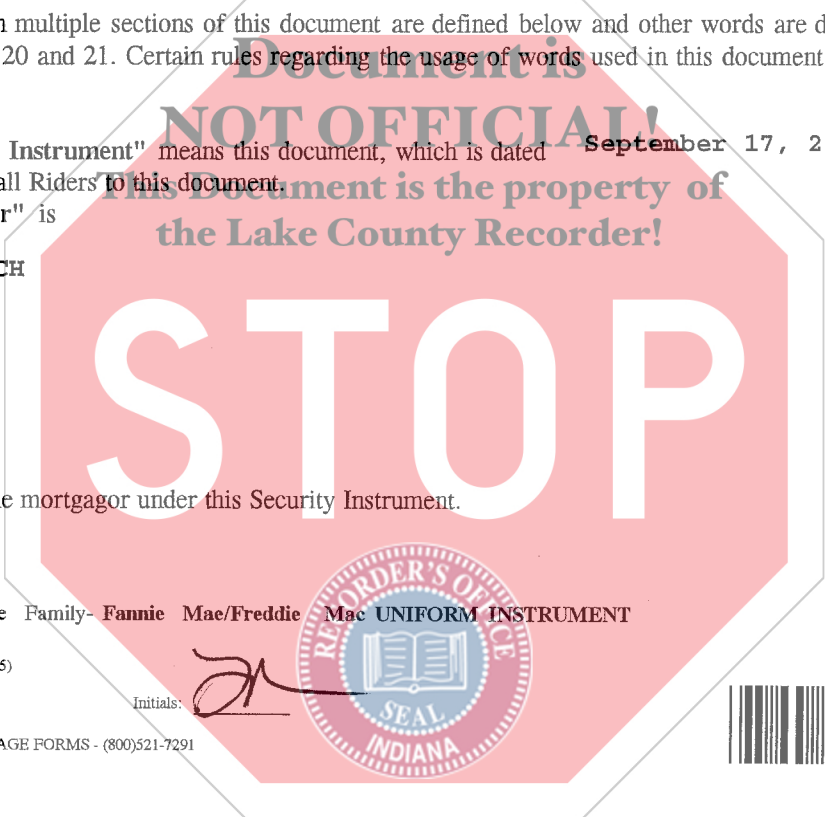 multiple sections of this document are defined below and other words are d
Document is
20 and 21. Certain rules regarding the usage of words used in this document
NOT OFFICIAL!
Instrument" means this document, which is dated September 17, 2
all Riders to this document.
This Document is the property of
r" is
the Lake County Recorder!
CH
STOP
e mortgagor under this Security Instrument.
RECORDER'S OFFICE
e Family- Fannie Mae/Freddie Mac UNIFORM INSTRUMENT
5)
Initials:
SEAL
INDIANA
AGE FORMS - (800)521-7291